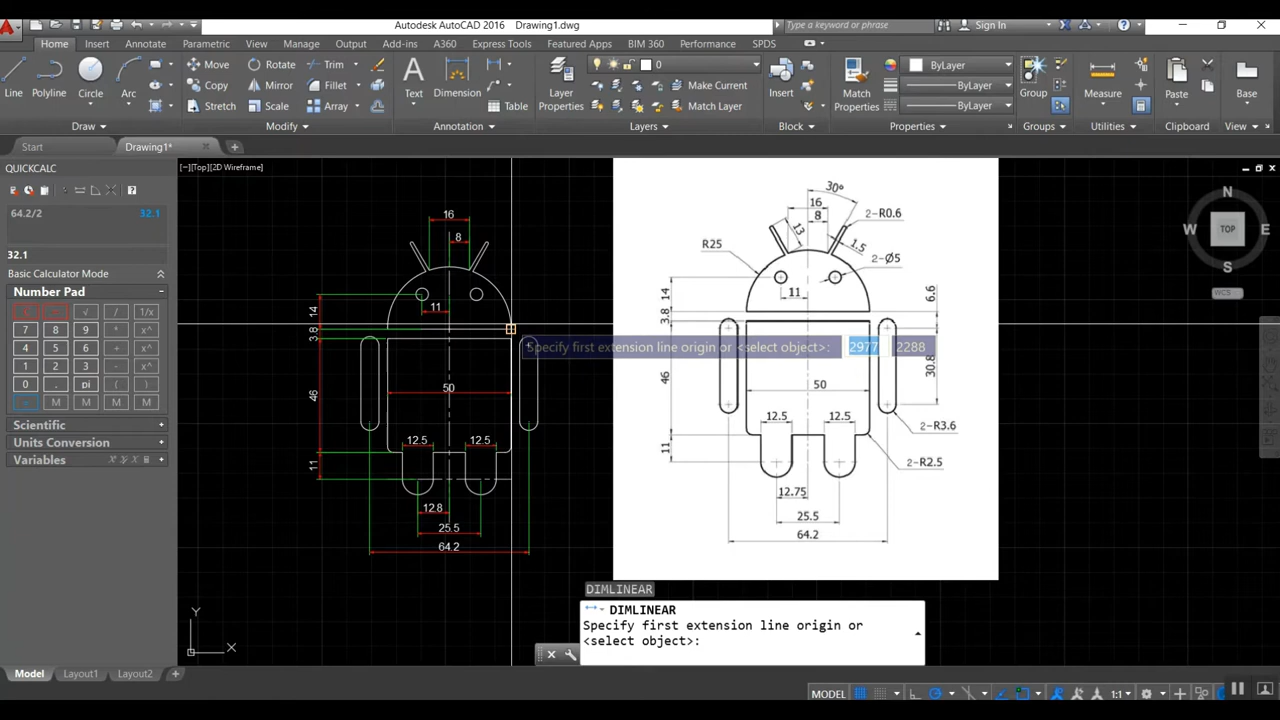 Autodesk AutoCAD 2016 Drawing1.dwg
Type a keyword or phrase
Sign In
Home Insert Annotate Parametric View Manage Output Add-ins A360 Express Tools Featured Apps BIM 360 Performance SPDS
Move Rotate Trim
0
ByLayer
Copy Mirror Fillet
Make Current
ByLayer
Stretch Scale Array
Table
Match Layer
ByLayer
Line Polyline Circle Arc
Text Dimension
Layer Properties
Insert
Match Properties
Group
Measure
Paste
Base
Draw Modify Annotation Layers Block Properties Groups Utilities Clipboard View
Start Drawing1*
QUICKCALC
[−][Top][2D Wireframe]
64.2/2 32.1
32.1
Basic Calculator Mode
Number Pad
C √ / 1/x
7 8 9 * x^
4 5 6 + x^
1 2 3 - x^
0 . pi
= M M M M
Scientific
Units Conversion
Variables
16
8
11
14
3.8
46
50
12.5 12.5
11
12.8
25.5
64.2
30°
16
8
2-R0.6
13
1.5
R25
2-Ø5
11
14
3.8
6.6
46
50
30.8
12.5 12.5
2-R3.6
11
2-R2.5
12.75
25.5
64.2
Specify first extension line origin or <select object>: 2977 2288
N
W TOP E
S
WCS
DIMLINEAR
DIMLINEAR
Specify first extension line origin or
<select object>:
Y
X
Model Layout1 Layout2 +
MODEL 1:1